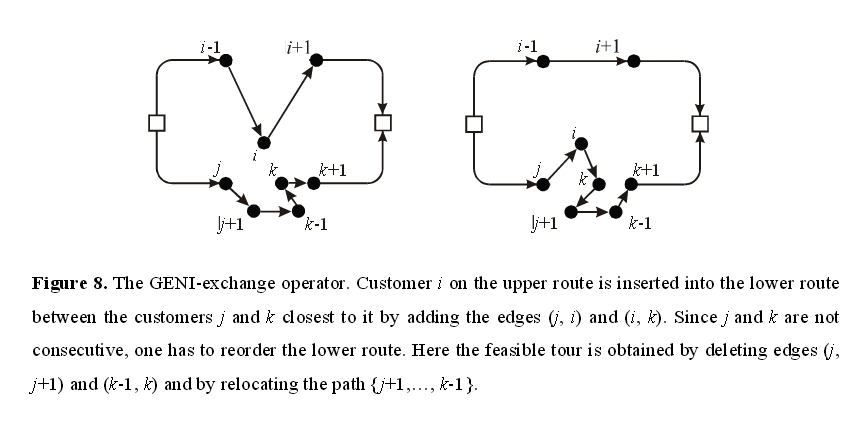 i-1 i+1 i-1 i+1
i i
j k k+1 j k k+1
|j+1 k-1 |j+1 k-1
Figure 8. The GENI-exchange operator. Customer i on the upper route is inserted into the lower route
between the customers j and k closest to it by adding the edges (j, i) and (i, k). Since j and k are not
consecutive, one has to reorder the lower route. Here the feasible tour is obtained by deleting edges (j,
j+1) and (k-1, k) and by relocating the path {j+1,..., k-1}.